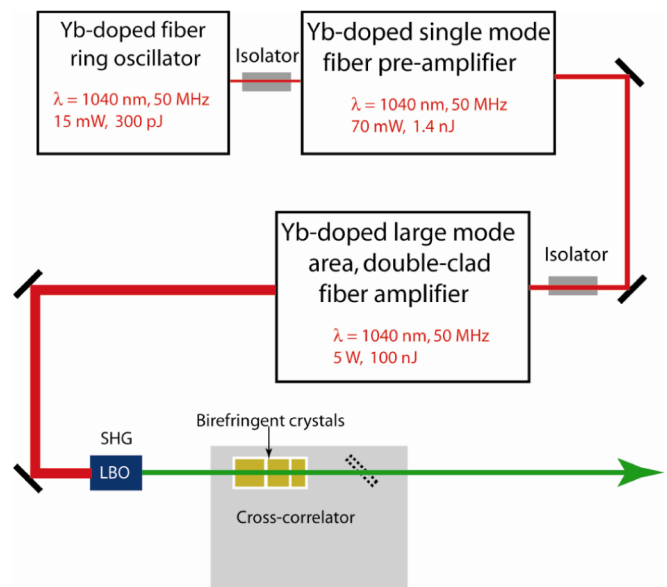 Yb-doped fiber
ring oscillator
λ = 1040 nm, 50 MHz
15 mW, 300 pJ
Isolator
Yb-doped single mode
fiber pre-amplifier
λ = 1040 nm, 50 MHz
70 mW, 1.4 nJ
Yb-doped large mode
area, double-clad
fiber amplifier
λ = 1040 nm, 50 MHz
5 W, 100 nJ
Isolator
SHG
LBO
Birefringent crystals
Cross-correlator